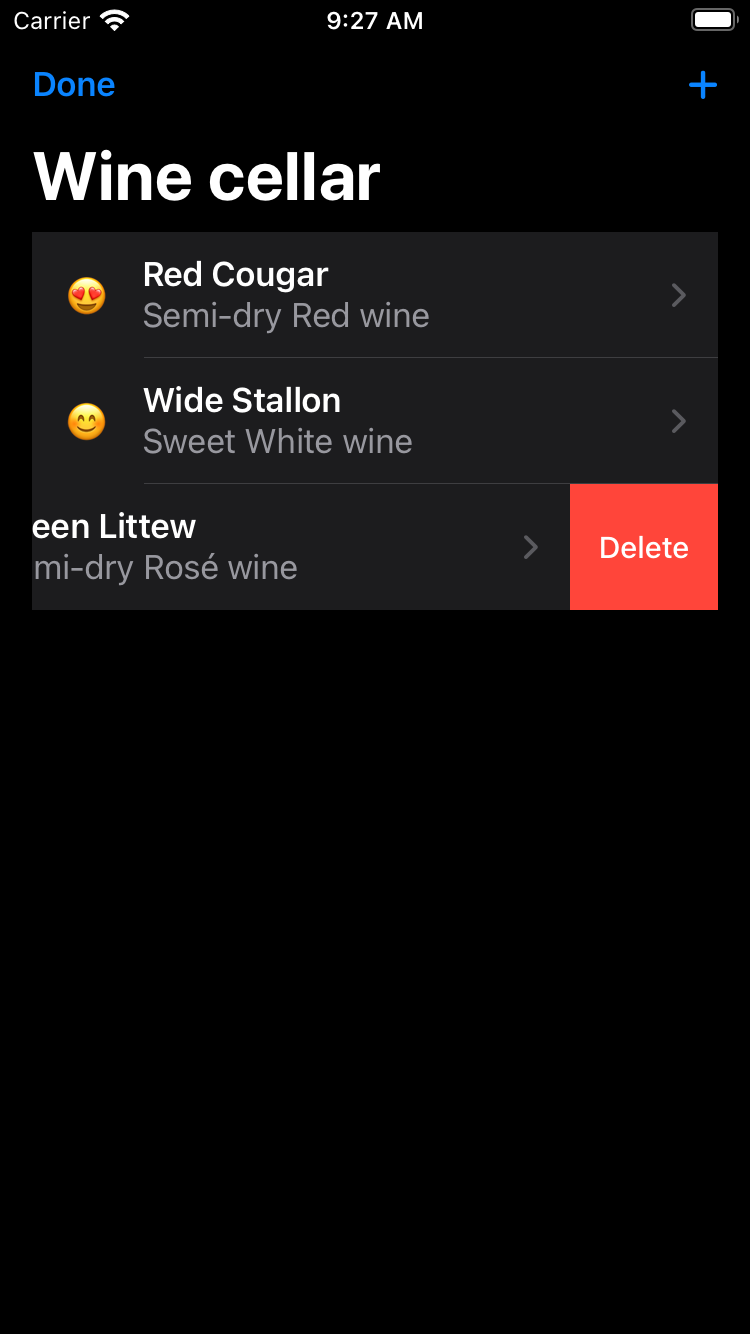 Carrier 9:27 AM
Done +
Wine cellar
Red Cougar
Semi-dry Red wine
Wide Stallon
Sweet White wine
een Littew
mi-dry Rosé wine
Delete